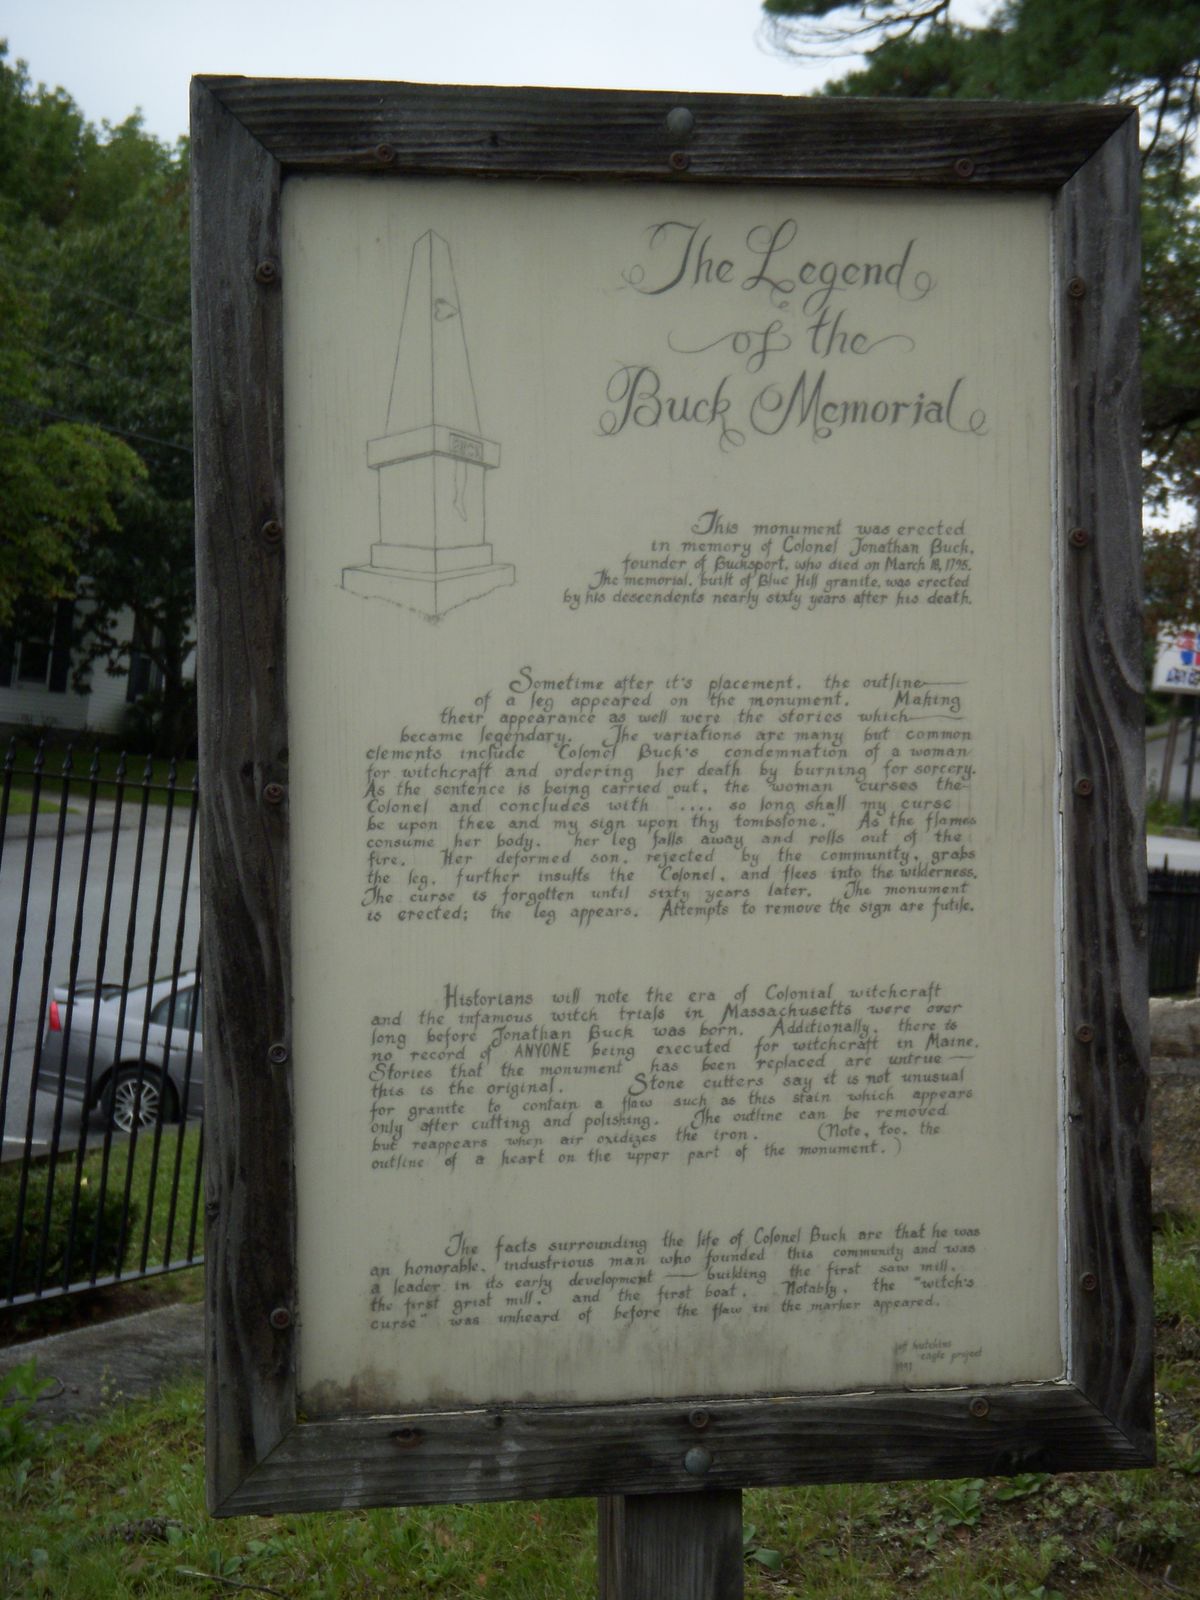 The Legend
of the
Buck Memorial
BUCK
This monument was erected
in memory of Colonel Jonathan Buck,
founder of Bucksport, who died on March 18, 1795.
The memorial, built of Blue Hill granite, was erected
by his descendents nearly sixty years after his death.
Sometime after it's placement, the outline
of a leg appeared on the monument. Making
their appearance as well were the stories which
became legendary. The variations are many but common
elements include Colonel Buck's condemnation of a woman
for witchcraft and ordering her death by burning for sorcery.
As the sentence is being carried out, the woman curses the
Colonel and concludes with ".... so long shall my curse
be upon thee and my sign upon thy tombstone." As the flames
consume her body, her leg falls away and rolls out of the
fire. Her deformed son, rejected by the community, grabs
the leg, further insults the Colonel, and flees into the wilderness.
The curse is forgotten until sixty years later. The monument
is erected; the leg appears. Attempts to remove the sign are futile.
Historians will note the era of Colonial witchcraft
and the infamous witch trials in Massachusetts were over
long before Jonathan Buck was born. Additionally, there is
no record of ANYONE being executed for witchcraft in Maine.
Stories that the monument has been replaced are untrue —
this is the original. Stone cutters say it is not unusual
for granite to contain a flaw such as this stain which appears
only after cutting and polishing. The outline can be removed
but reappears when air oxidizes the iron. (Note, too, the
outline of a heart on the upper part of the monument.)
The facts surrounding the life of Colonel Buck are that he was
an honorable, industrious man who founded this community and was
a leader in its early development — building the first saw mill,
the first grist mill, and the first boat. Notably, the "witch's
curse" was unheard of before the flaw in the marker appeared.
hutchins
eagle project